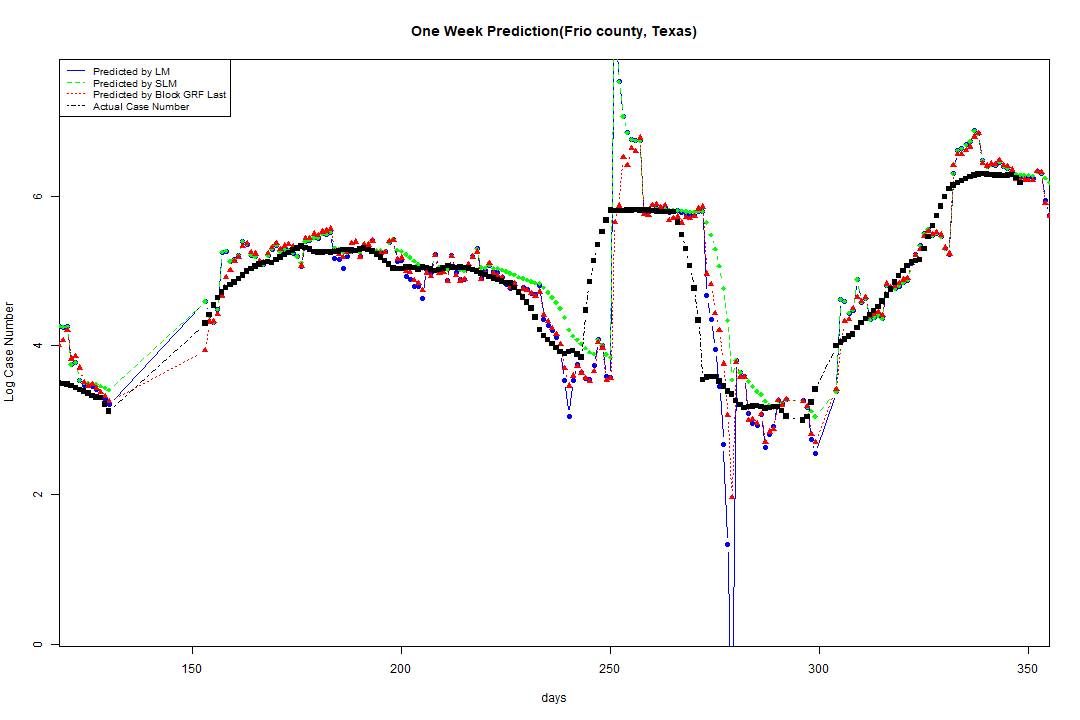 One Week Prediction(Frio county, Texas)
Predicted by LM
Predicted by SLM
Predicted by Block GRF Last
Actual Case Number
Log Case Number
6
4
2
0
150 200 250 300 350
days